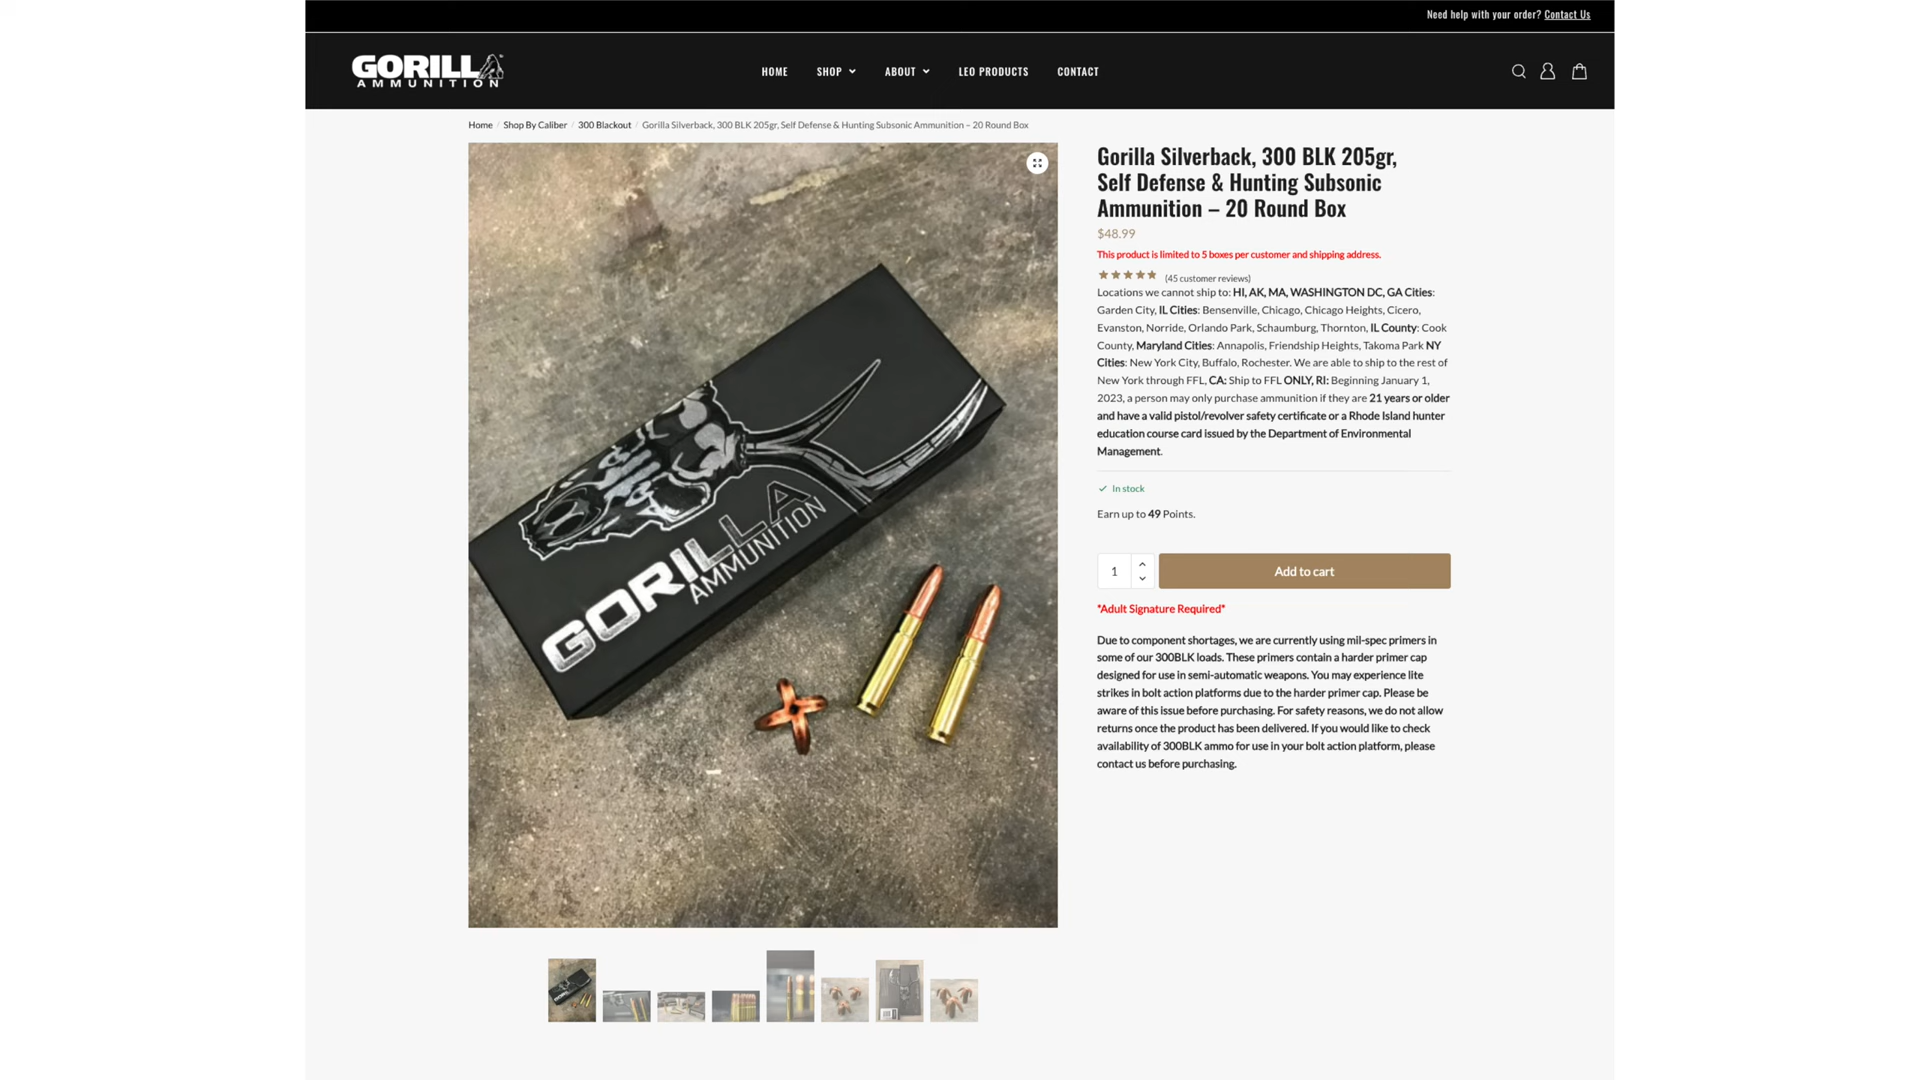 Need help with your order? Contact Us
GORILLA
AMMUNITION
HOME SHOP ABOUT LEO PRODUCTS CONTACT
Home / Shop By Caliber / 300 Blackout / Gorilla Silverback, 300 BLK 205gr, Self Defense & Hunting Subsonic Ammunition – 20 Round Box
GORILLA
AMMUNITION
Gorilla Silverback, 300 BLK 205gr,
Self Defense & Hunting Subsonic
Ammunition – 20 Round Box
$48.99
This product is limited to 5 boxes per customer and shipping address.
(45 customer reviews)
Locations we cannot ship to: HI, AK, MA, WASHINGTON DC, GA Cities:
Garden City, IL Cities: Bensenville, Chicago, Chicago Heights, Cicero,
Evanston, Norride, Orlando Park, Schaumburg, Thornton, IL County: Cook
County, Maryland Cities: Annapolis, Friendship Heights, Takoma Park NY
Cities: New York City, Buffalo, Rochester. We are able to ship to the rest of
New York through FFL, CA: Ship to FFL ONLY, RI: Beginning January 1,
2023, a person may only purchase ammunition if they are 21 years or older
and have a valid pistol/revolver safety certificate or a Rhode Island hunter
education course card issued by the Department of Environmental
Management.
In stock
Earn up to 49 Points.
1
Add to cart
*Adult Signature Required*
Due to component shortages, we are currently using mil-spec primers in
some of our 300BLK loads. These primers contain a harder primer cap
designed for use in semi-automatic weapons. You may experience lite
strikes in bolt action platforms due to the harder primer cap. Please be
aware of this issue before purchasing. For safety reasons, we do not allow
returns once the product has been delivered. If you would like to check
availability of 300BLK ammo for use in your bolt action platform, please
contact us before purchasing.